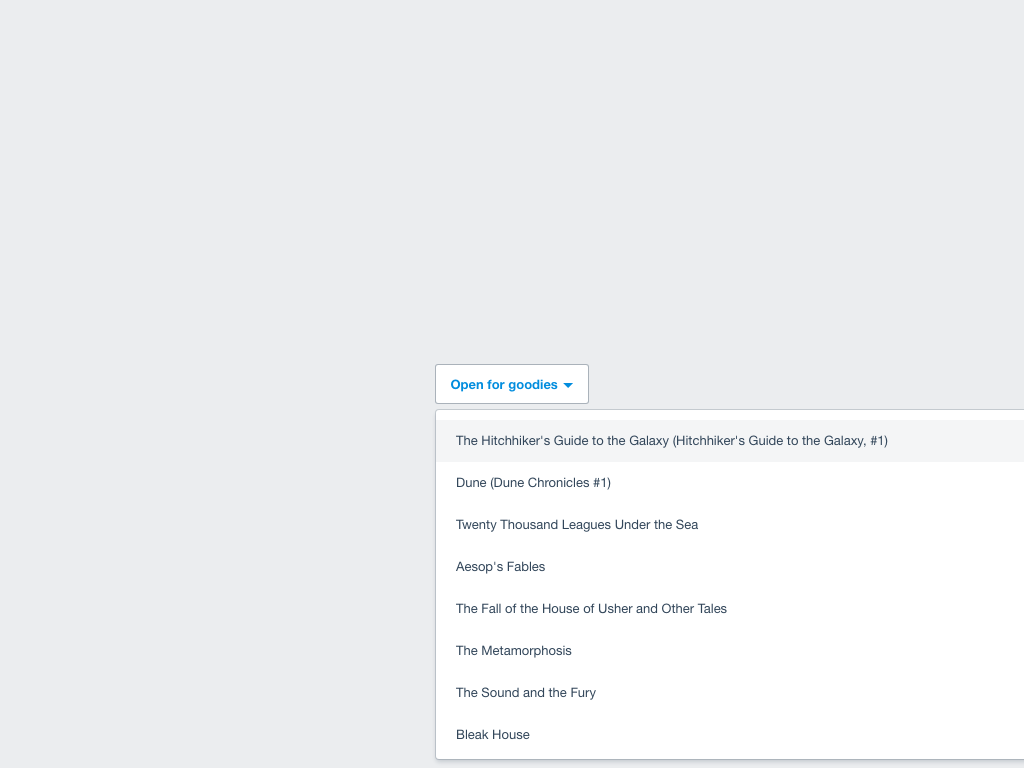 Open for goodies
The Hitchhiker's Guide to the Galaxy (Hitchhiker's Guide to the Galaxy, #1)
Dune (Dune Chronicles #1)
Twenty Thousand Leagues Under the Sea
Aesop's Fables
The Fall of the House of Usher and Other Tales
The Metamorphosis
The Sound and the Fury
Bleak House